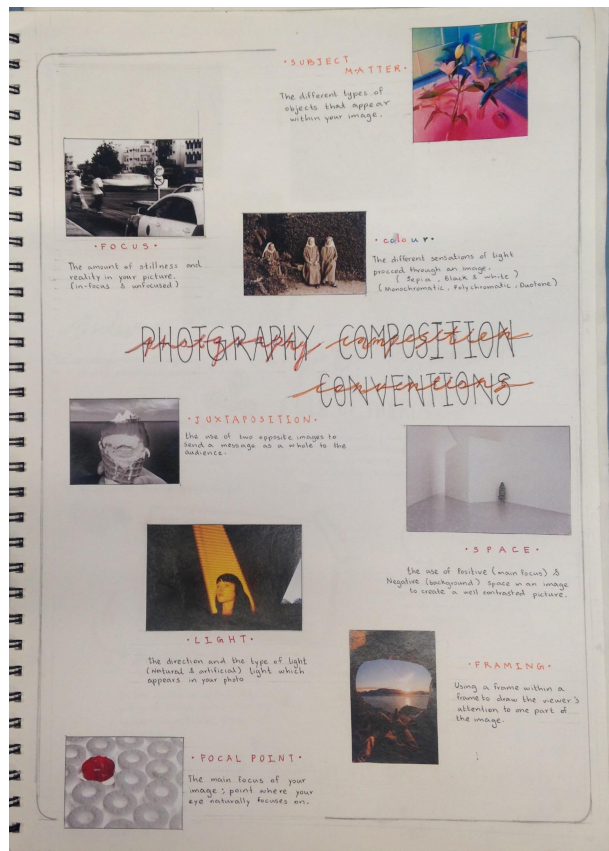 ·SUBJECT
MATTER·
The different types of
objects that appear
within your image.
·FOCUS·
The amount of stillness and
reality in your picture.
(in-focus & unfocused)
·colour·
The different sensations of light
procced through an image.
(Sepia, Black & white)
(Monochromatic, Polychromatic, Duotone)
PHOTGRAPHY COMPOSITION
photgraphy composition
CONVENTIONS
conventions
·JUXTAPOSITION·
the use of two opposite images to
send a message as a whole to the
audience.
·SPACE·
the use of Positive (main focus) &
Negative (background) space in an image
to create a well contrasted picture.
·LIGHT·
The direction and the type of light
(Natural & artificial) light which
appears in your photo
·FRAMING·
Using a frame within a
frame to draw the viewer's
attention to one part of
the image.
·FOCAL POINT·
The main focus of your
image; point where your
eye naturally focuses on.